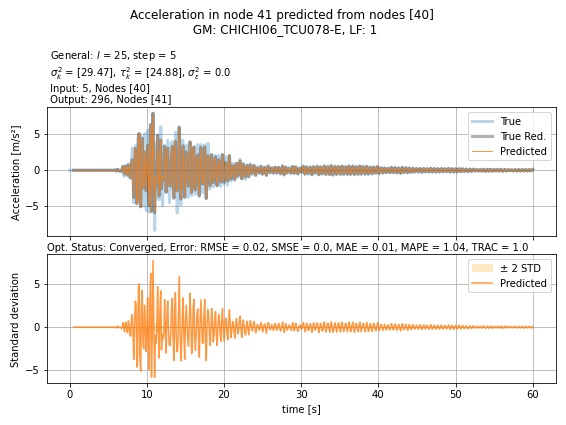 Acceleration in node 41 predicted from nodes [40]
GM: CHICHI06_TCU078-E, LF: 1
General: l = 25, step = 5
σ²ₖ = [29.47], τ²ₖ = [24.88], σ²ε = 0.0
Input: 5, Nodes [40]
Output: 296, Nodes [41]
Acceleration [m/s²]
5
0
−5
True
True Red.
Predicted
Opt. Status: Converged, Error: RMSE = 0.02, SMSE = 0.0, MAE = 0.01, MAPE = 1.04, TRAC = 1.0
Standard deviation
5
0
−5
± 2 STD
Predicted
0 10 20 30 40 50 60
time [s]